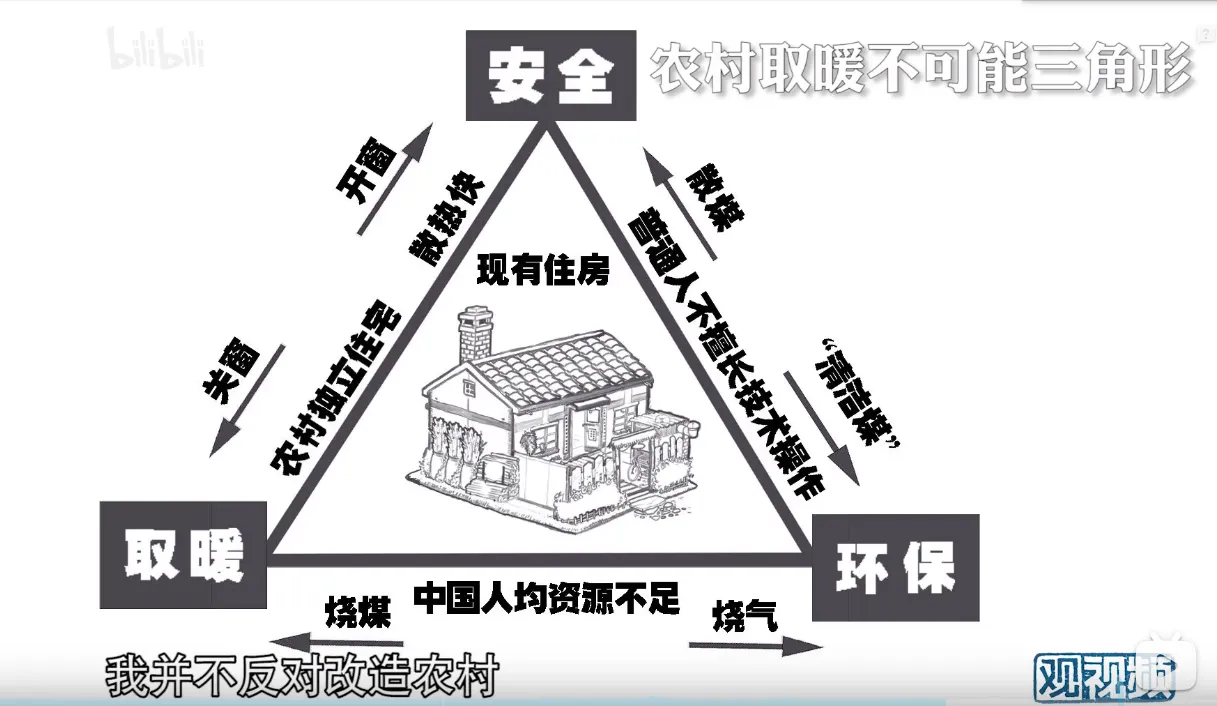 bilibili
安全
农村取暖不可能三角形
开窗
散热快
散煤
普通人不擅长技术操作
现有住房
关窗
农村独立住宅
“清洁煤”
取暖
环保
烧煤
中国人均资源不足
烧气
我并不反对改造农村
观视频